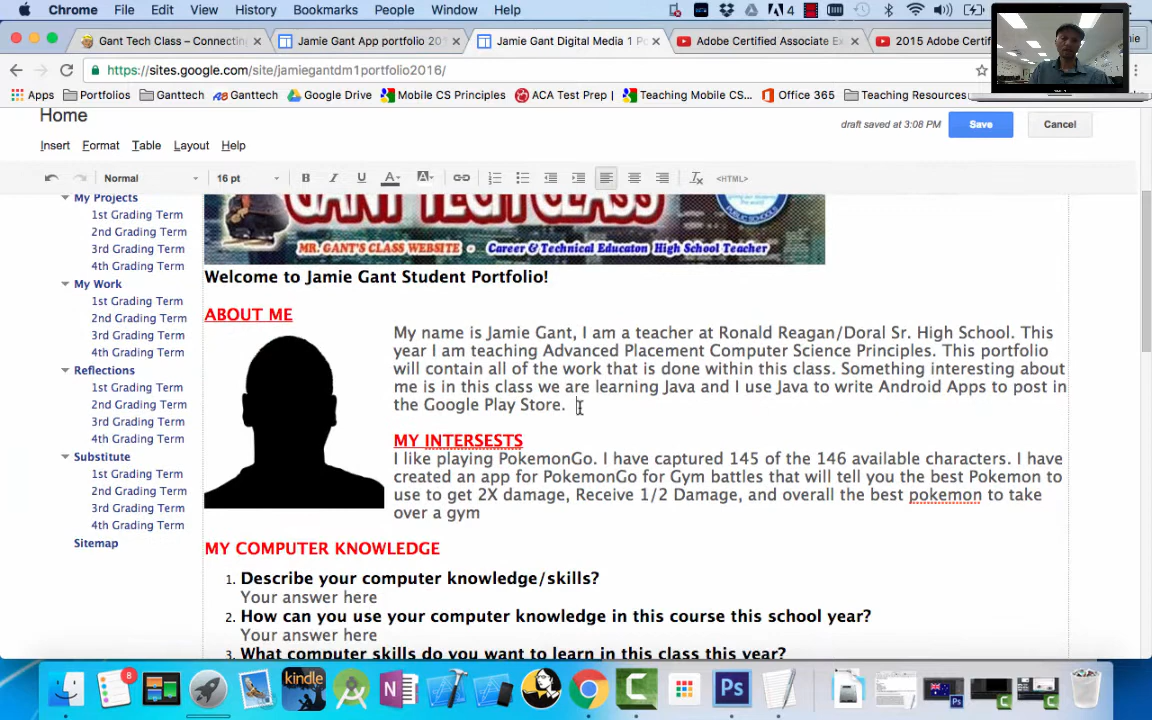 Chrome File Edit View History Bookmarks People Window Help 4
Gant Tech Class – Connectin × Jamie Gant App portfolio 201 × Jamie Gant Digital Media 1 Po × Adobe Certified Associate Ex × 2015 Adobe Certif
https://sites.google.com/site/jamiegantdm1portfolio2016/
Apps Portfolios Ganttech Ganttech Google Drive Mobile CS Principles ACA Test Prep Teaching Mobile CS... Office 365 Teaching Resources
Home
draft saved at 3:08 PM Save Cancel
Insert Format Table Layout Help
Normal 16 pt B I U A A <HTML>
My Projects
1st Grading Term
2nd Grading Term
3rd Grading Term
4th Grading Term
My Work
1st Grading Term
2nd Grading Term
3rd Grading Term
4th Grading Term
Reflections
1st Grading Term
2nd Grading Term
3rd Grading Term
4th Grading Term
Substitute
1st Grading Term
2nd Grading Term
3rd Grading Term
4th Grading Term
Sitemap
GANT TECH CLASS
PUBLIC SCHOOLS
MR. GANT'S CLASS WEBSITE Career & Technical Educaton High School Teacher
Welcome to Jamie Gant Student Portfolio!
ABOUT ME
My name is Jamie Gant, I am a teacher at Ronald Reagan/Doral Sr. High School. This
year I am teaching Advanced Placement Computer Science Principles. This portfolio
will contain all of the work that is done within this class. Something interesting about
me is in this class we are learning Java and I use Java to write Android Apps to post in
the Google Play Store.
MY INTERSESTS
I like playing PokemonGo. I have captured 145 of the 146 available characters. I have
created an app for PokemonGo for Gym battles that will tell you the best Pokemon to
use to get 2X damage, Receive 1/2 Damage, and overall the best pokemon to take
over a gym
MY COMPUTER KNOWLEDGE
1. Describe your computer knowledge/skills?
Your answer here
2. How can you use your computer knowledge in this course this school year?
Your answer here
3. What computer skills do you want to learn in this class this year?
8
kindle
N
C
Ps